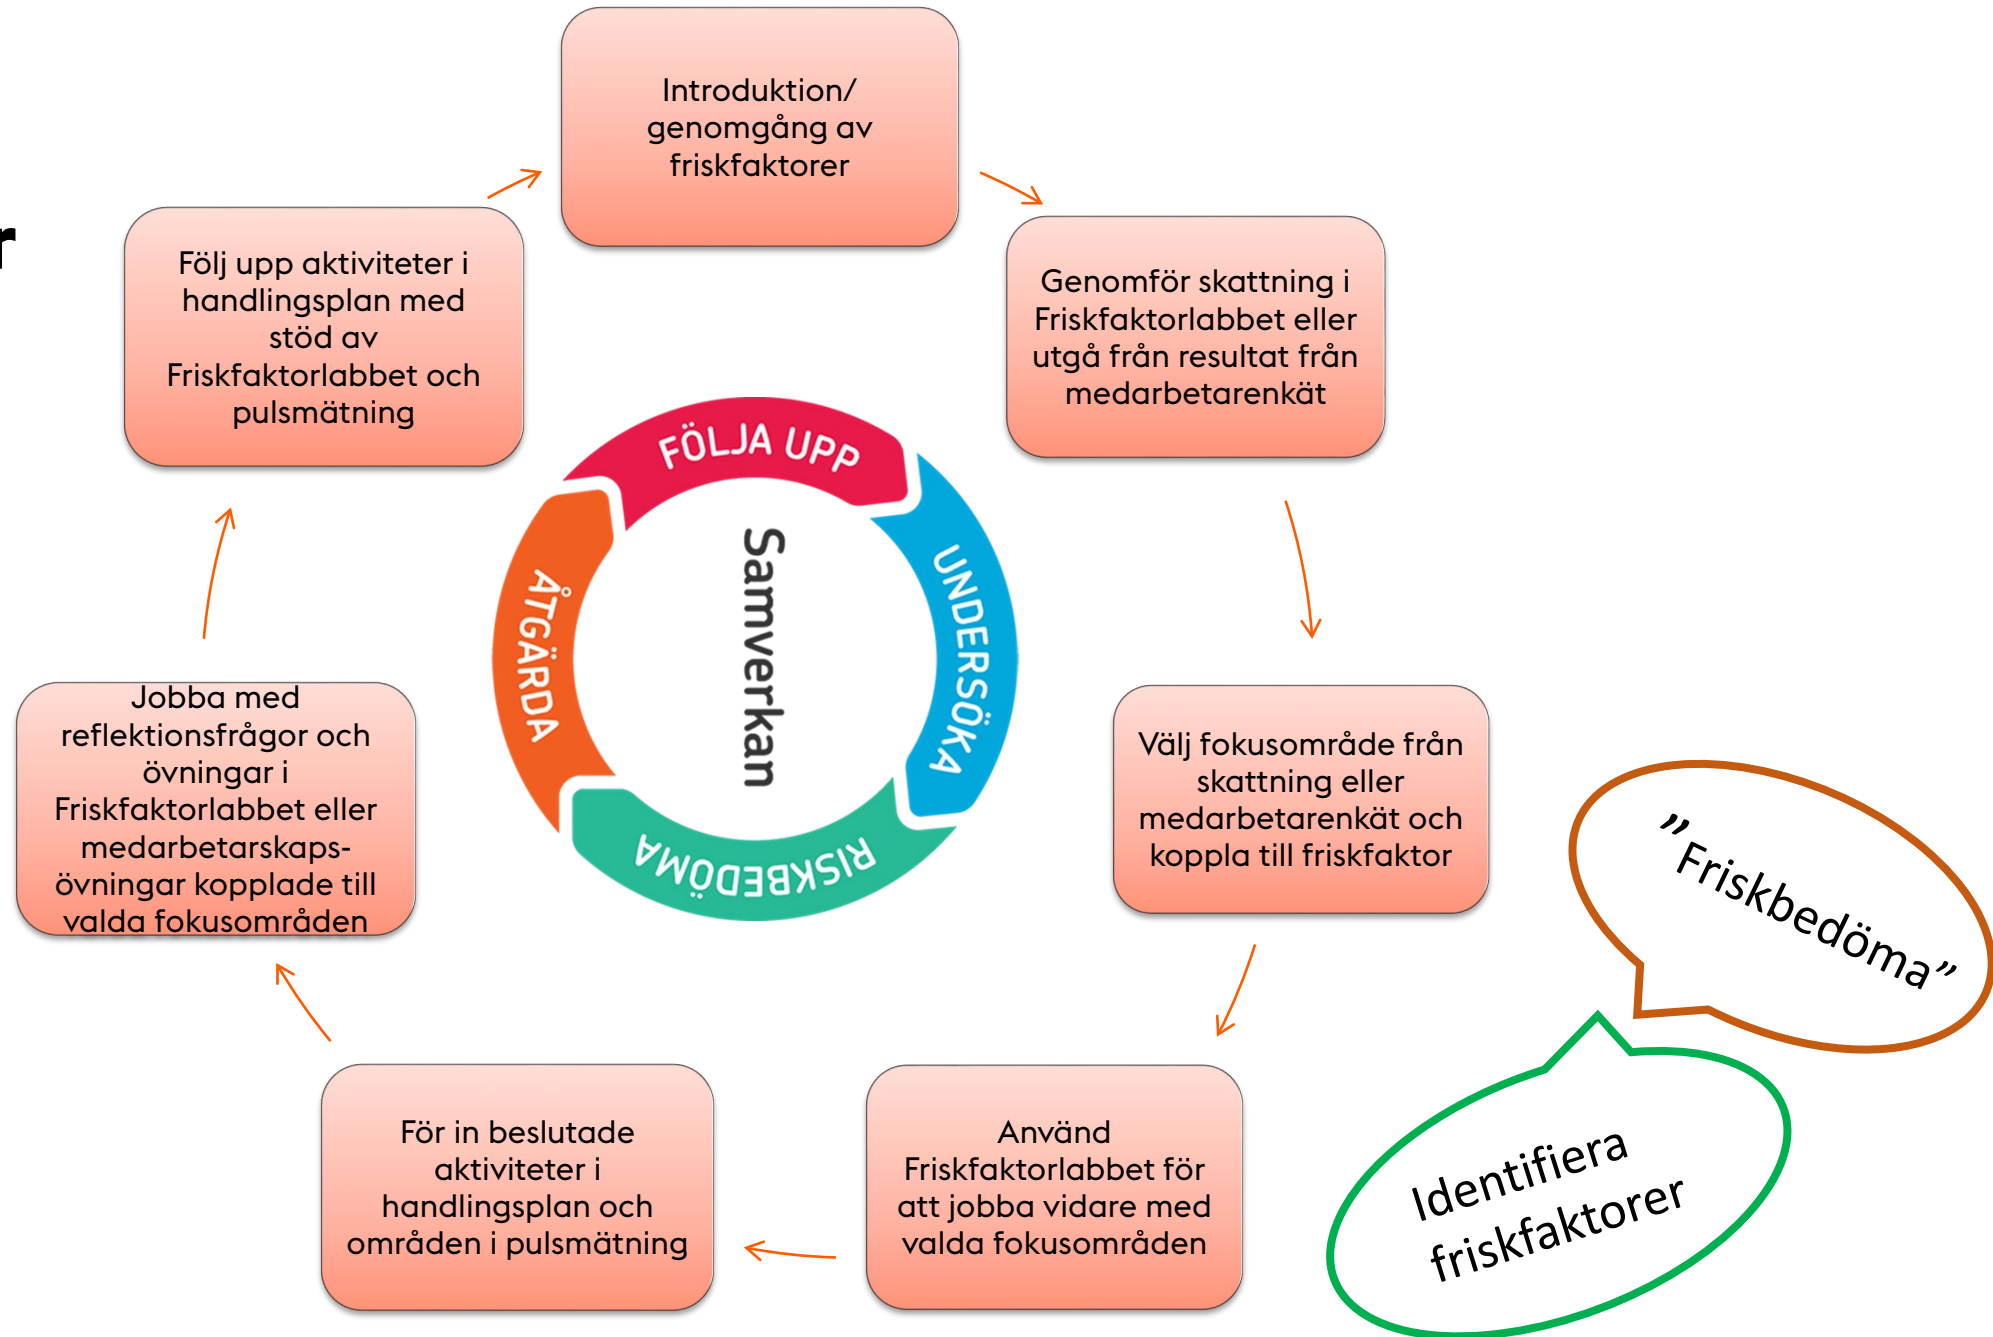 r
Introduktion/
genomgång av
friskfaktorer
Genomför skattning i
Friskfaktorlabbet eller
utgå från resultat från
medarbetarenkät
Välj fokusområde från
skattning eller
medarbetarenkät och
koppla till friskfaktor
Använd
Friskfaktorlabbet för
att jobba vidare med
valda fokusområden
För in beslutade
aktiviteter i
handlingsplan och
områden i pulsmätning
Jobba med
reflektionsfrågor och
övningar i
Friskfaktorlabbet eller
medarbetarskaps-
övningar kopplade till
valda fokusområden
Följ upp aktiviteter i
handlingsplan med
stöd av
Friskfaktorlabbet och
pulsmätning
FÖLJA UPP
UNDERSÖKA
RISKBEDÖMA
ÅTGÄRDA
Samverkan
”Friskbedöma”
Identifiera
friskfaktorer